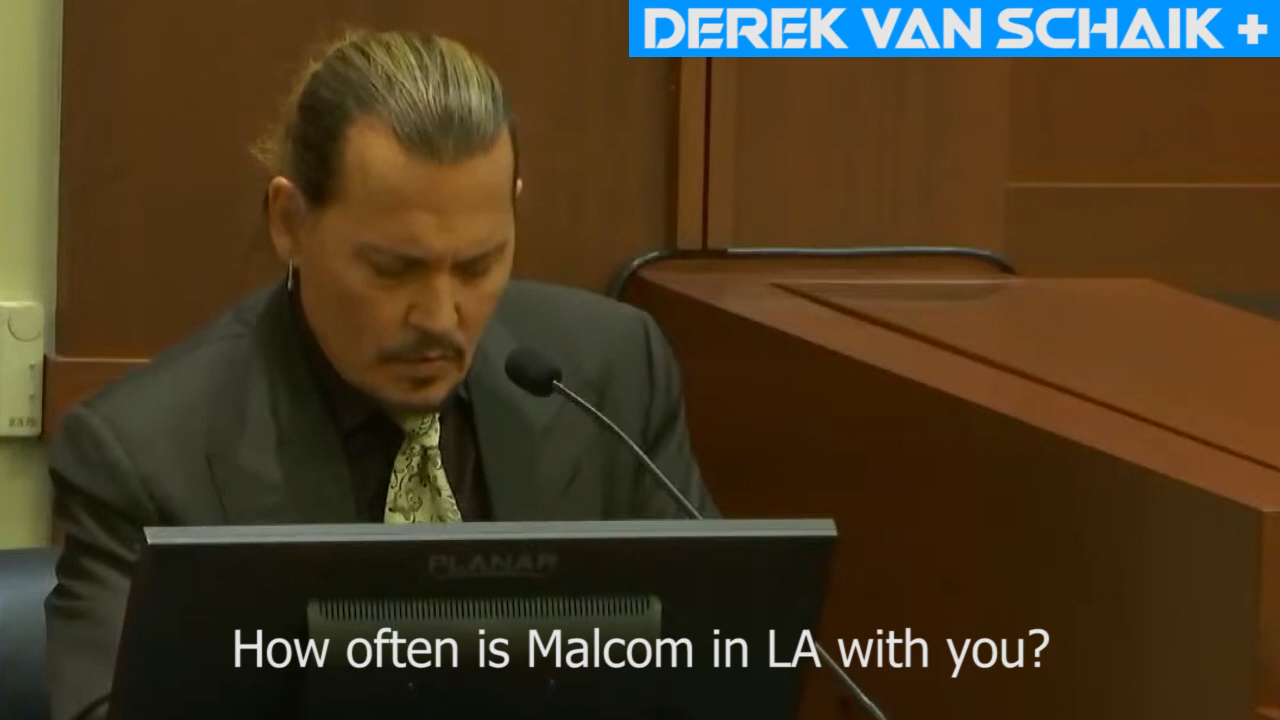 DEREK VAN SCHAIK +
PLANAR
How often is Malcom in LA with you?